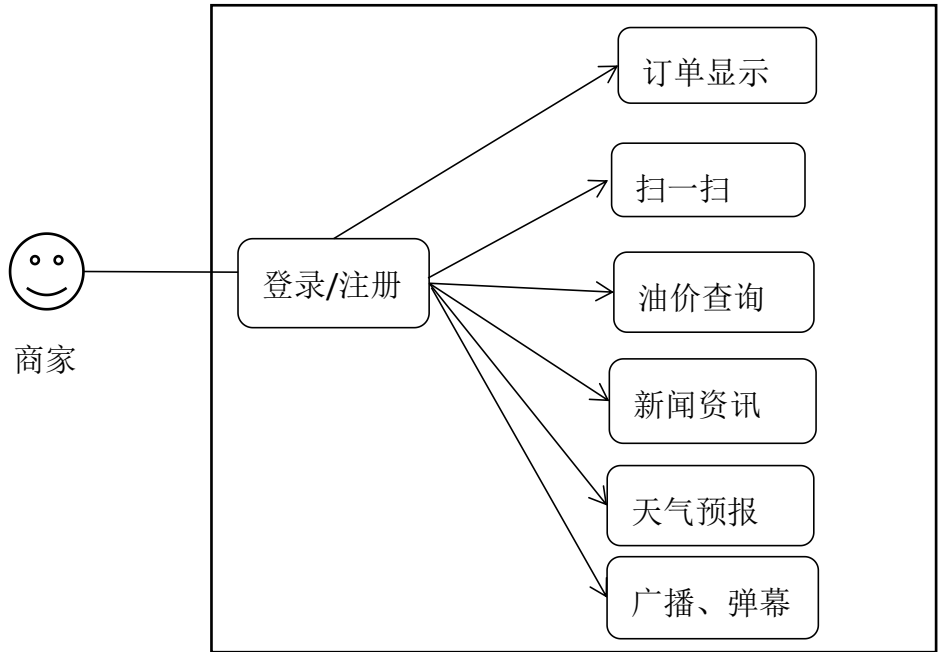 订单显示
扫一扫
登录/注册
油价查询
商家
新闻资讯
天气预报
广播、弹幕